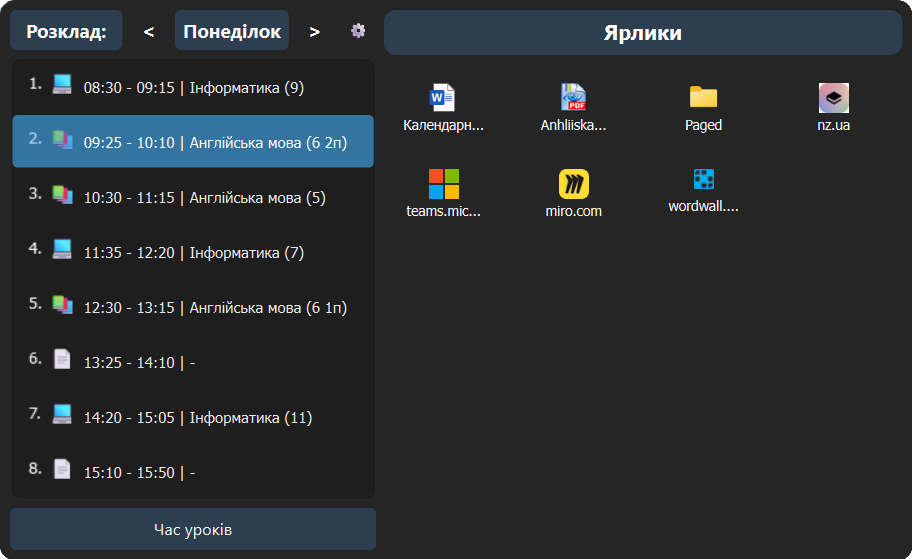 Розклад: < Понеділок >
1. 08:30 - 09:15 | Інформатика (9)
2. 09:25 - 10:10 | Англійська мова (6 2п)
3. 10:30 - 11:15 | Англійська мова (5)
4. 11:35 - 12:20 | Інформатика (7)
5. 12:30 - 13:15 | Англійська мова (6 1п)
6. 13:25 - 14:10 | -
7. 14:20 - 15:05 | Інформатика (11)
8. 15:10 - 15:50 | -
Час уроків
Ярлики
W
Календарн...
PDF
Anhliiska...
Paged
nz.ua
teams.mic...
miro.com
wordwall....